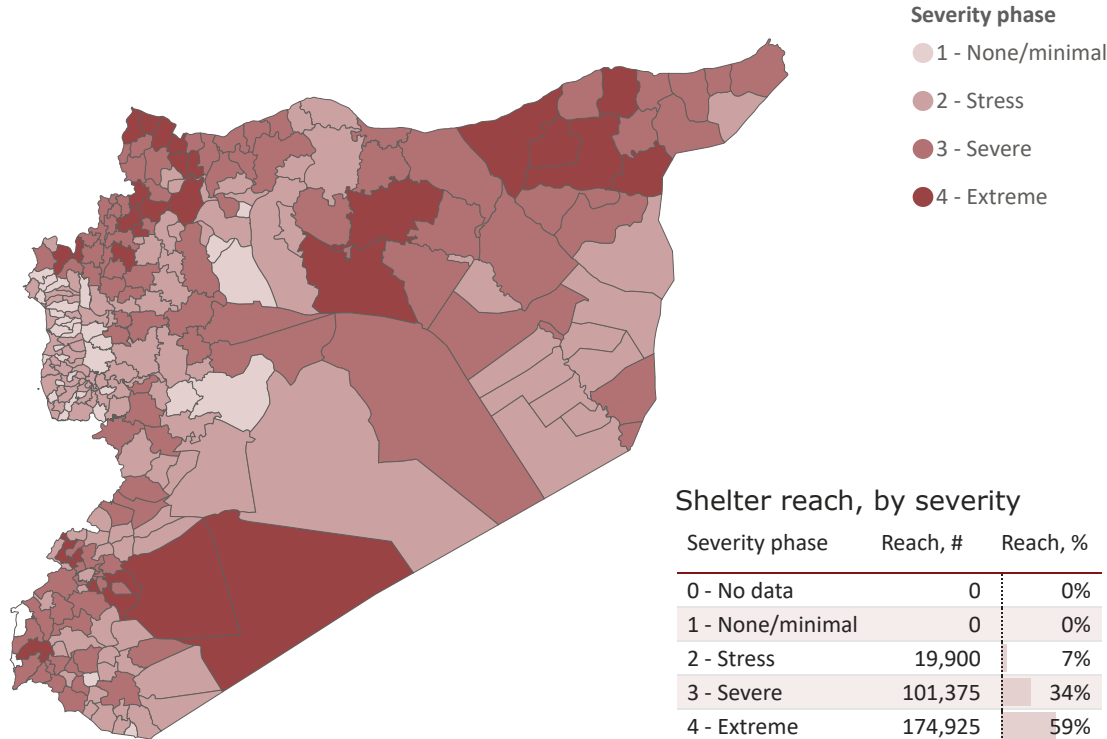 Severity phase
1 - None/minimal
2 - Stress
3 - Severe
4 - Extreme
Shelter reach, by severity
Severity phase Reach, # Reach, %
0 - No data 0 0%
1 - None/minimal 0 0%
2 - Stress 19,900 7%
3 - Severe 101,375 34%
4 - Extreme 174,925 59%